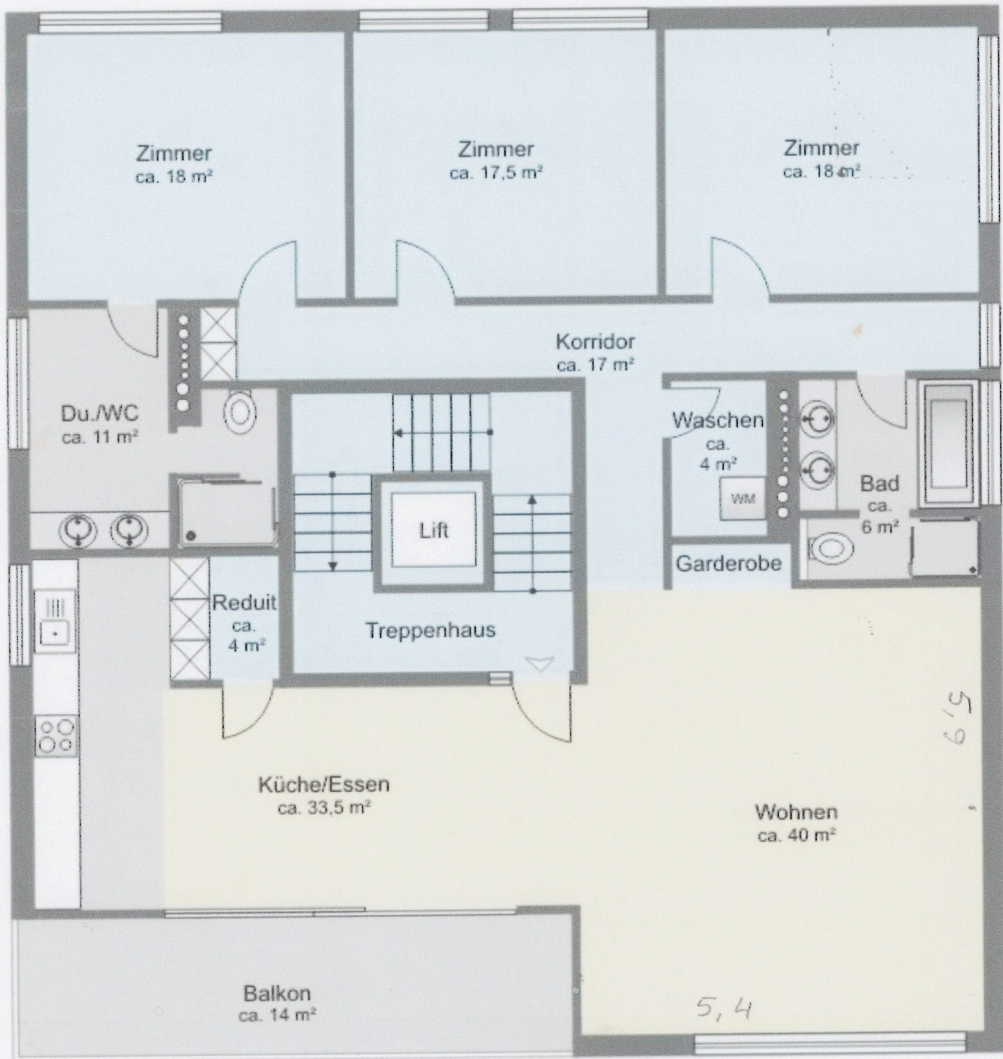 Zimmer
ca. 18 m²
Zimmer
ca. 17,5 m²
Zimmer
ca. 18 m²
Korridor
ca. 17 m²
Du./WC
ca. 11 m²
Waschen
ca.
4 m²
WM
Bad
ca.
6 m²
Lift
Garderobe
Reduit
ca.
4 m²
Treppenhaus
Küche/Essen
ca. 33,5 m²
Wohnen
ca. 40 m²
5,9
Balkon
ca. 14 m²
5,4